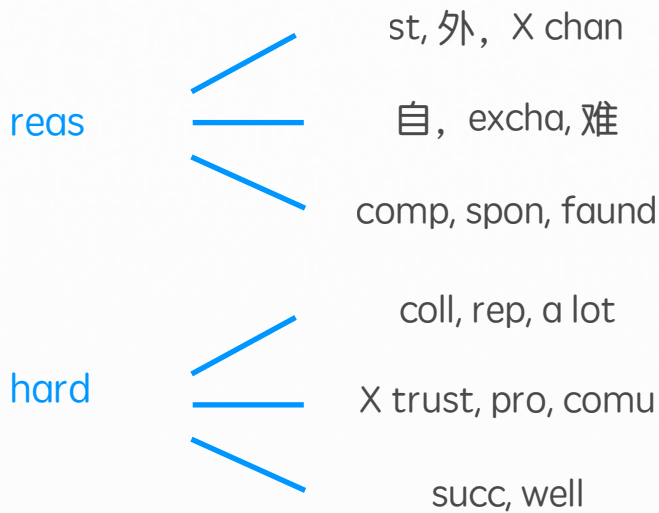 reas
st, 外，X chan
自，excha, 难
comp, spon, faund
hard
coll, rep, a lot
X trust, pro, comu
succ, well